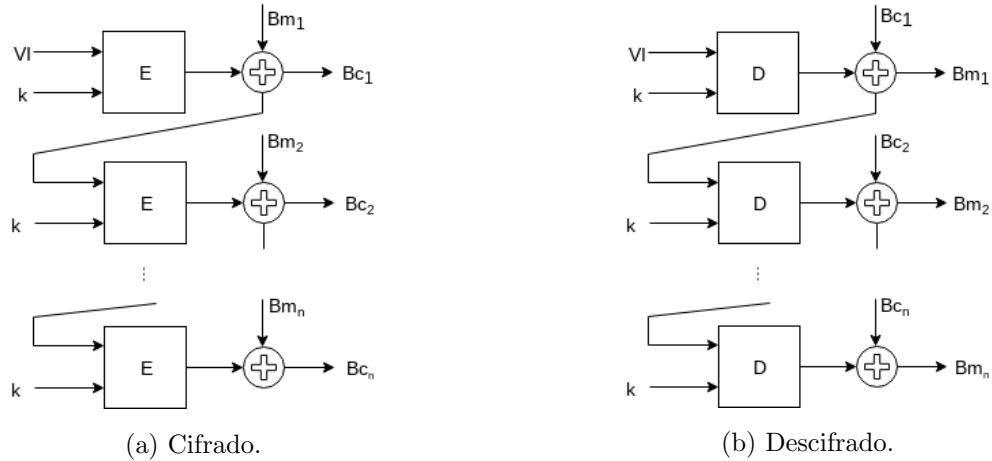 Bm1
VI
E
Bc1
k
Bm2
E
Bc2
k
⋮
Bmn
E
Bcn
k
(a) Cifrado.
Bc1
VI
D
Bm1
k
Bc2
D
Bm2
k
⋮
Bcn
D
Bmn
k
(b) Descifrado.